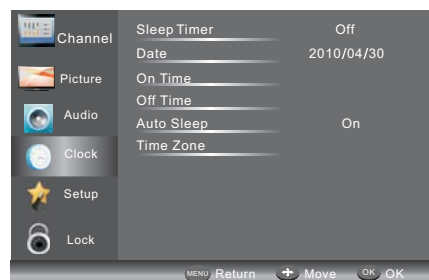 Channel
Picture
Audio
Clock
Setup
Lock
Sleep Timer Off
Date 2010/04/30
On Time
Off Time
Auto Sleep On
Time Zone
MENU Return Move OK OK